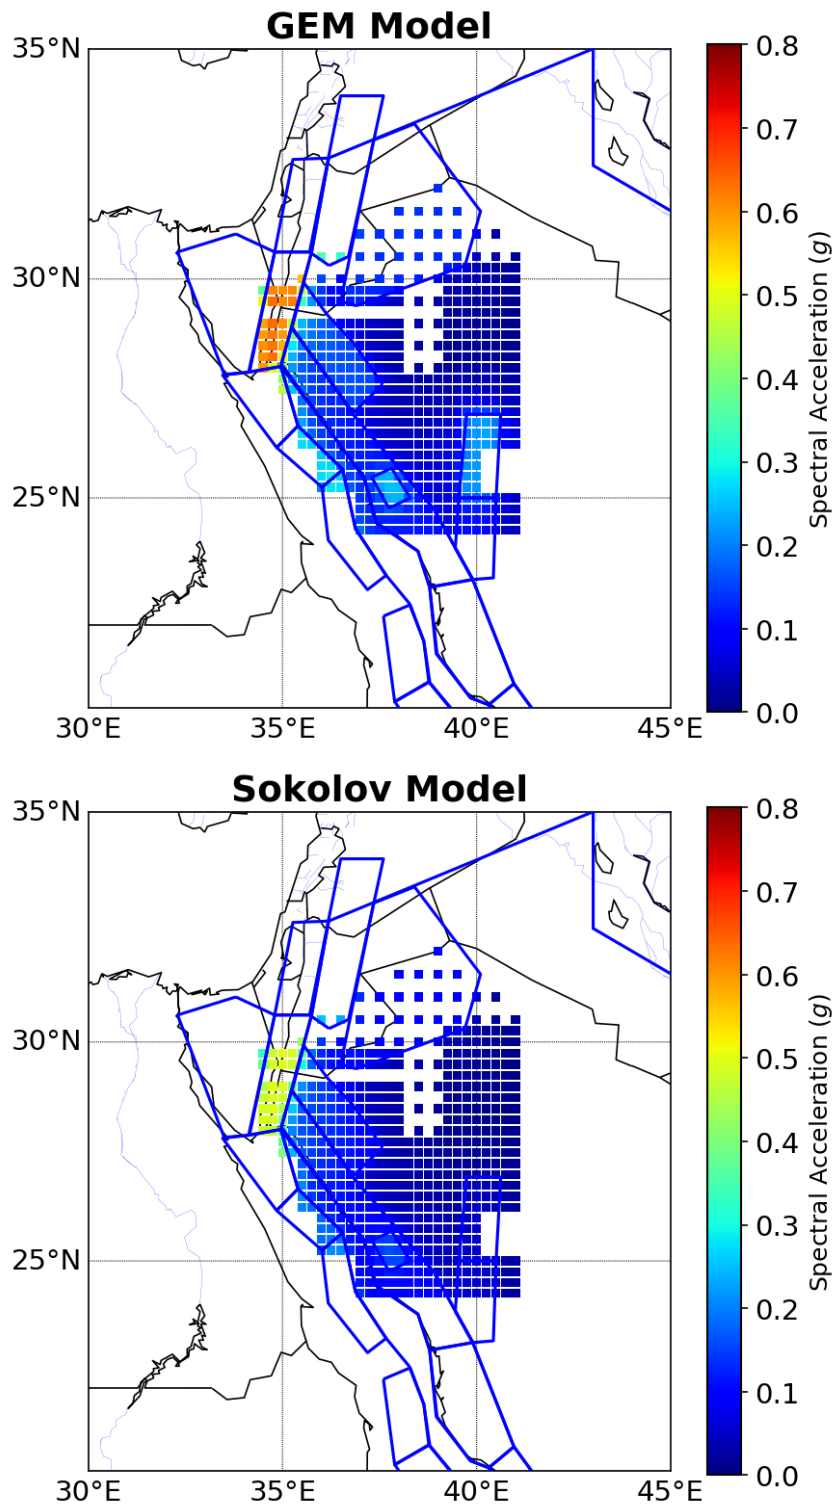 GEM Model
35°N
30°N
25°N
30°E
35°E
40°E
45°E
0.8
0.7
0.6
0.5
0.4
0.3
0.2
0.1
0.0
Spectral Acceleration (g)
Sokolov Model
35°N
30°N
25°N
30°E
35°E
40°E
45°E
0.8
0.7
0.6
0.5
0.4
0.3
0.2
0.1
0.0
Spectral Acceleration (g)